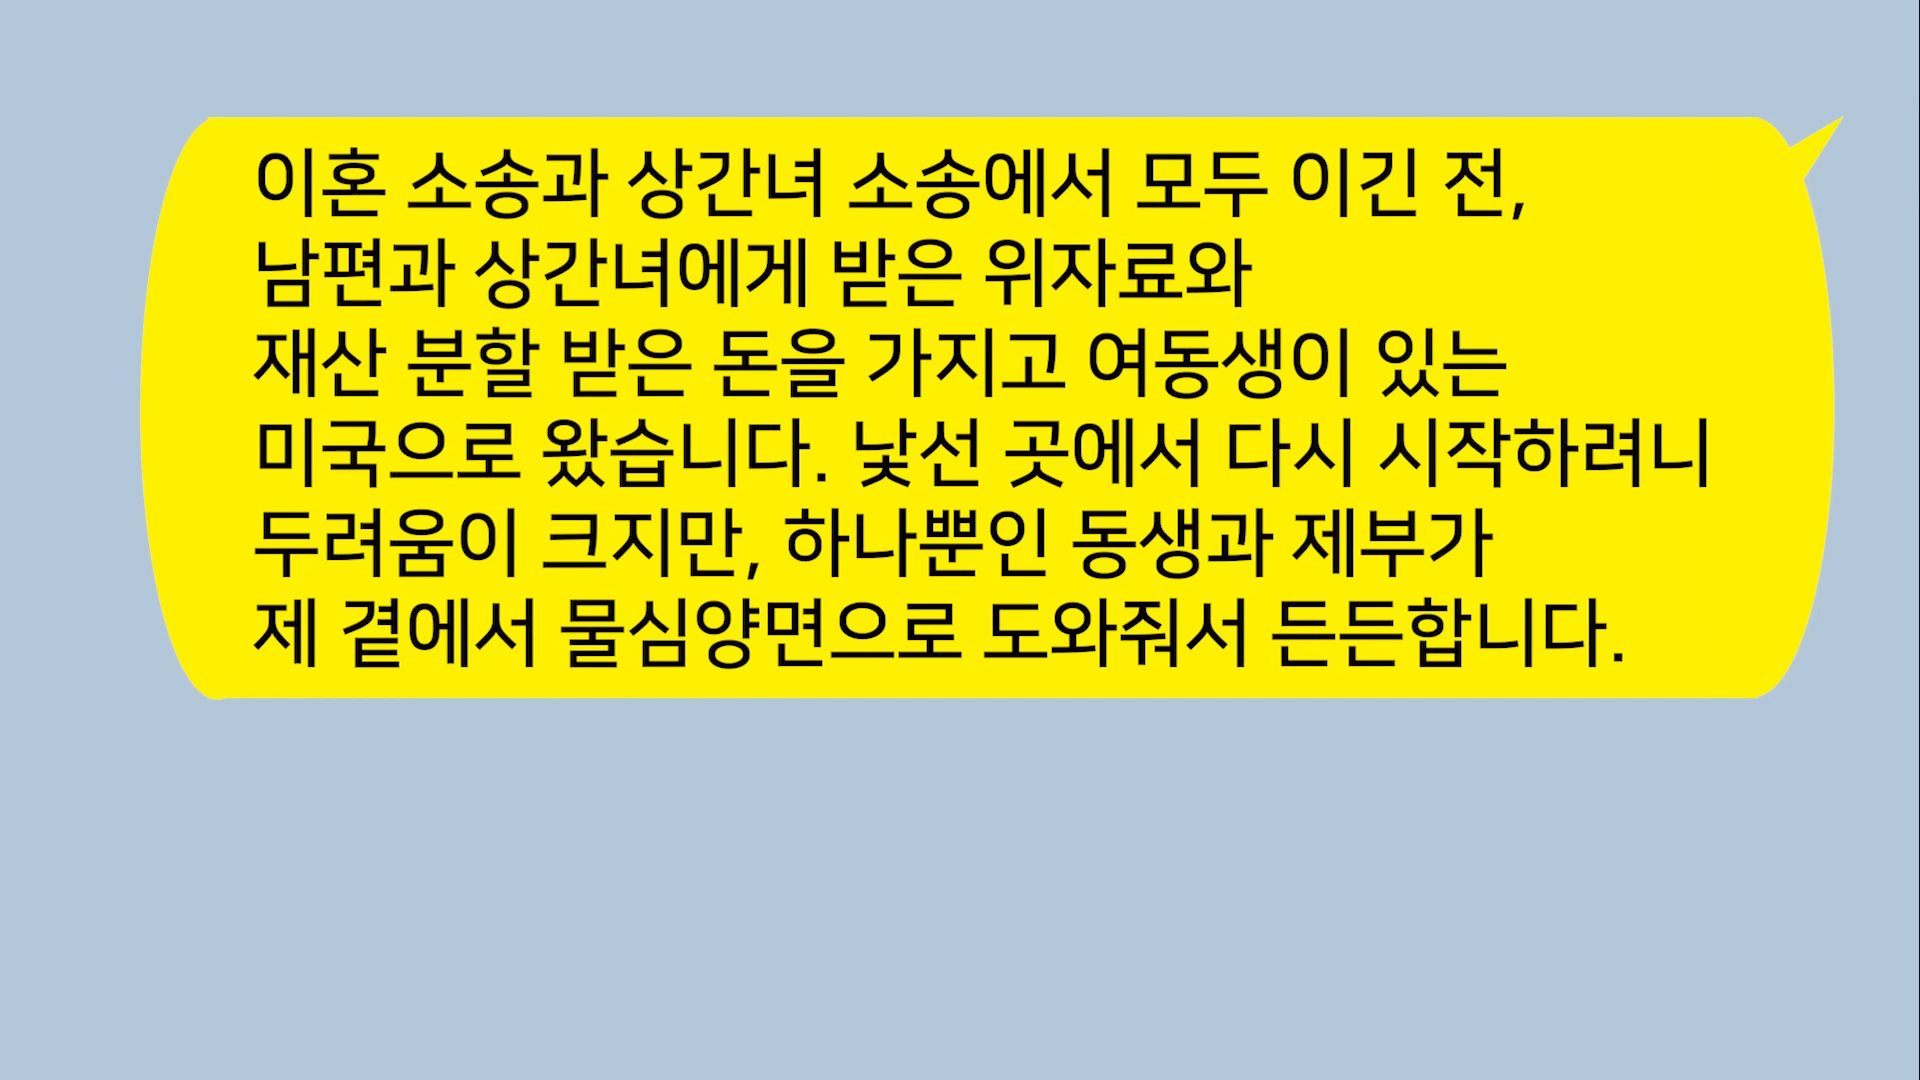 이혼 소송과 상간녀 소송에서 모두 이긴 전,
남편과 상간녀에게 받은 위자료와
재산 분할 받은 돈을 가지고 여동생이 있는
미국으로 왔습니다. 낯선 곳에서 다시 시작하려니
두려움이 크지만, 하나뿐인 동생과 제부가
제 곁에서 물심양면으로 도와줘서 든든합니다.